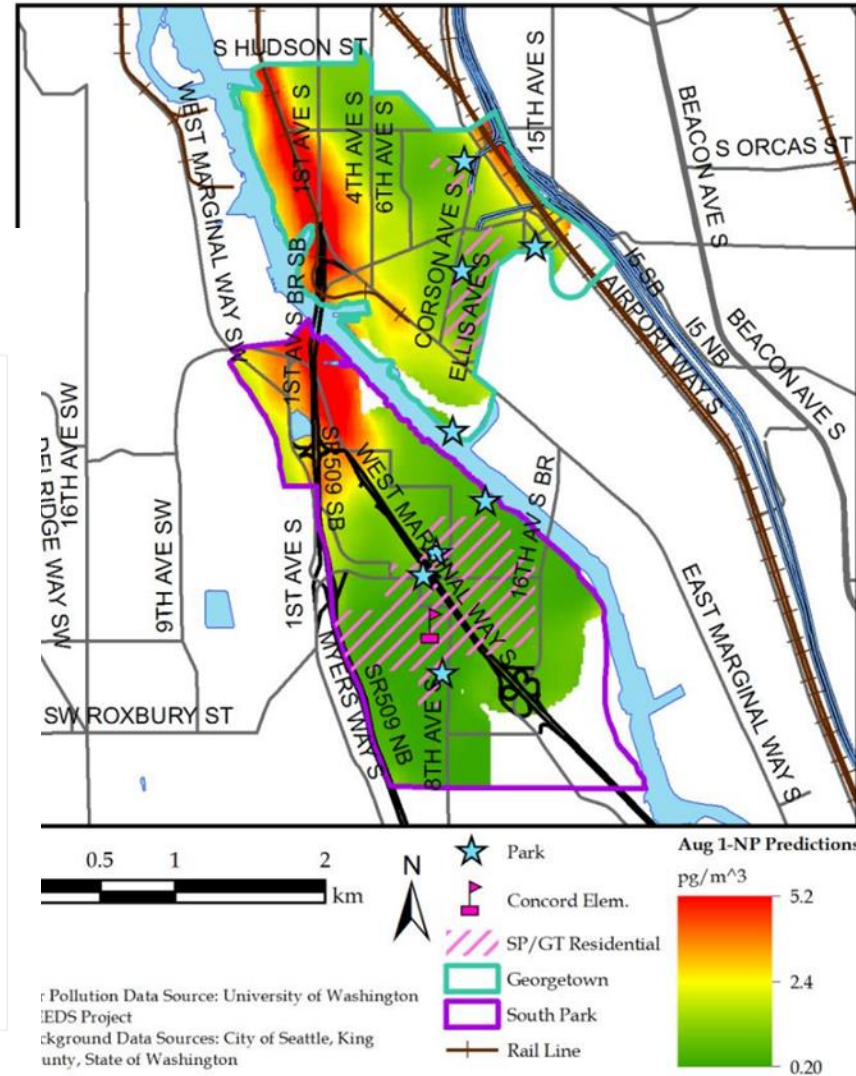 S HUDSON ST
WEST MARGINAL WAY SW
1ST AVE S
4TH AVE S
6TH AVE S
15TH AVE S
BEACON AVE S
S ORCAS ST
CORSON AVE S
ELLIS AVE S
1ST AV S BR SB
I5 SB
I5 NB
AIRPORT WAY S
BEACON AVE S
16TH AVE SW
RIDGE WAY SW
9TH AVE SW
1ST AVE S
SR509 SB
WEST MARGINAL WAY S
16TH AV S BR
EAST MARGINAL WAY S
MYERS WAY S
SR509 NB
8TH AVE S
SW ROXBURY ST
0.5 1 2
km
N
Park
Concord Elem.
SP/GT Residential
Georgetown
South Park
Rail Line
Aug 1-NP Predictions
pg/m^3
5.2
2.4
0.20
r Pollution Data Source: University of Washington
EEDS Project
ckground Data Sources: City of Seattle, King
unty, State of Washington